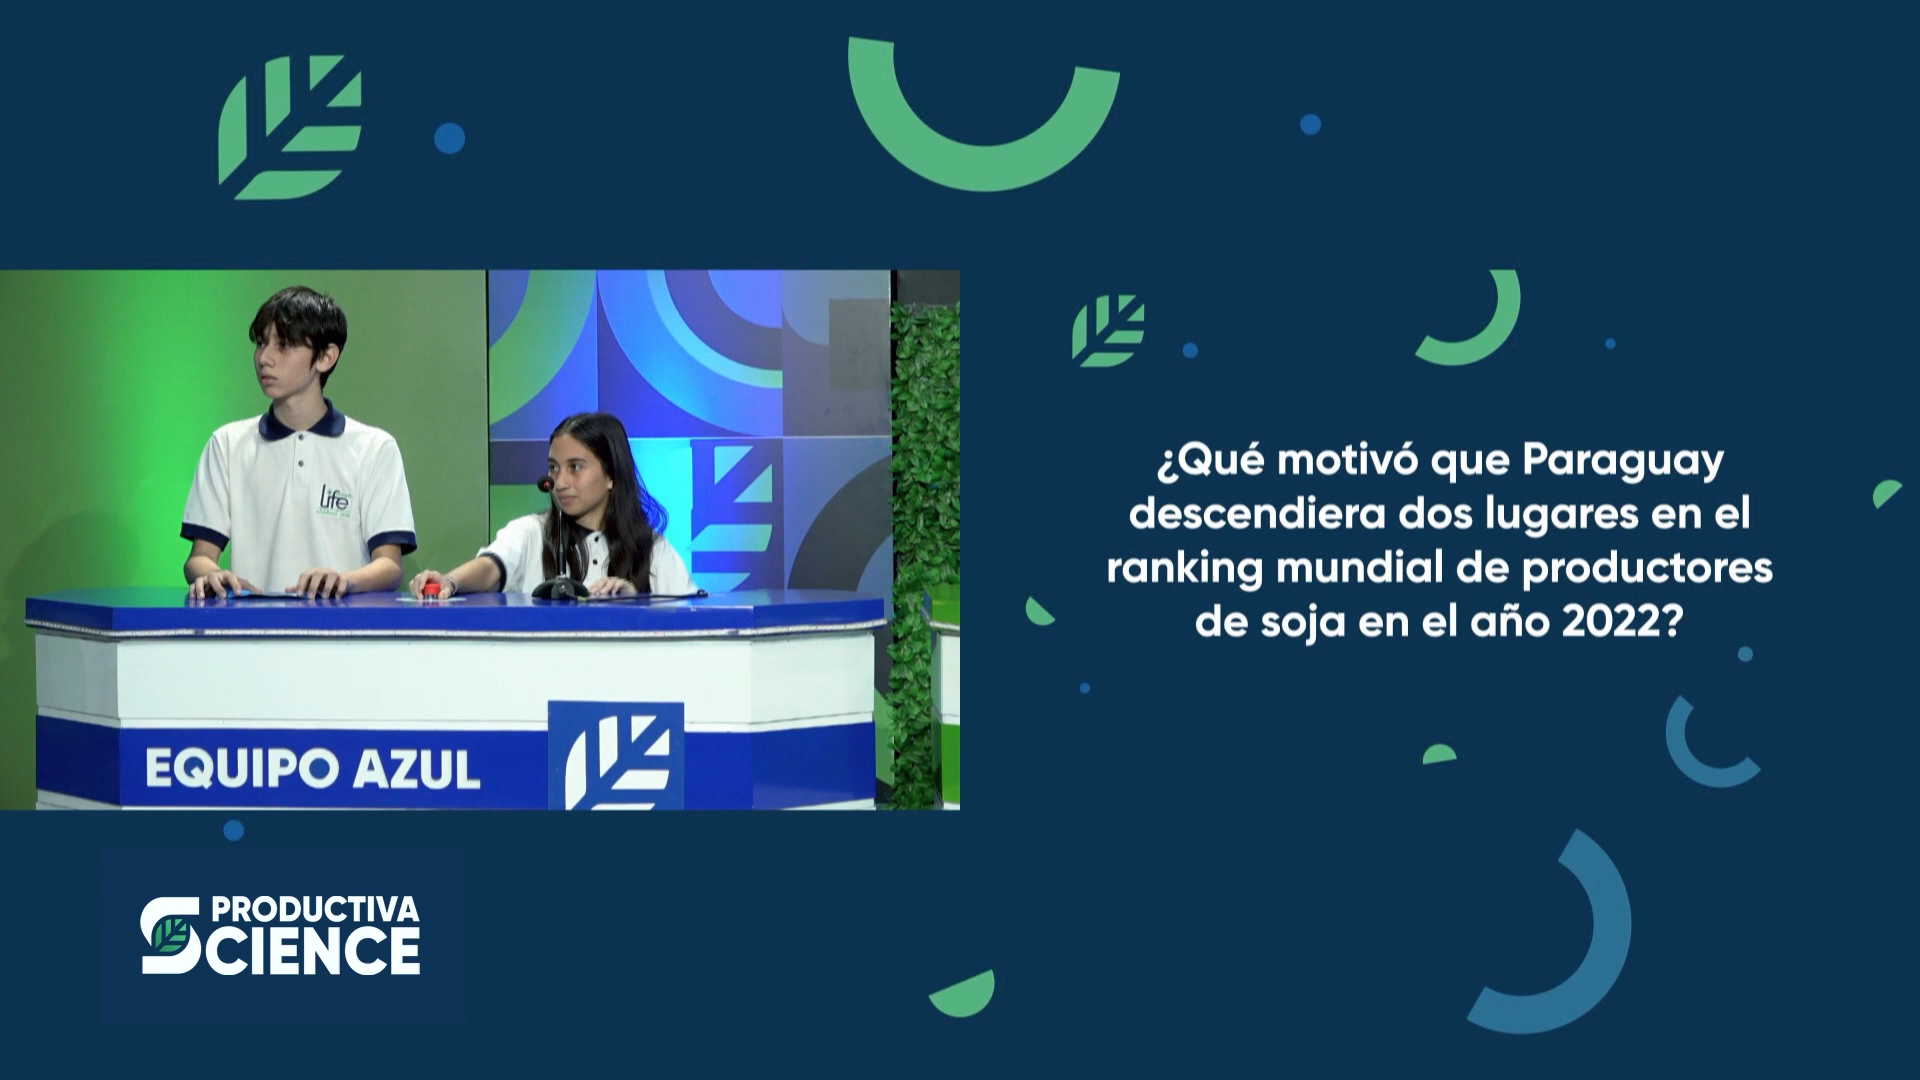 ¿Qué motivó que Paraguay
descendiera dos lugares en el
ranking mundial de productores
de soja en el año 2022?
life
EQUIPO AZUL
PRODUCTIVA
SCIENCE